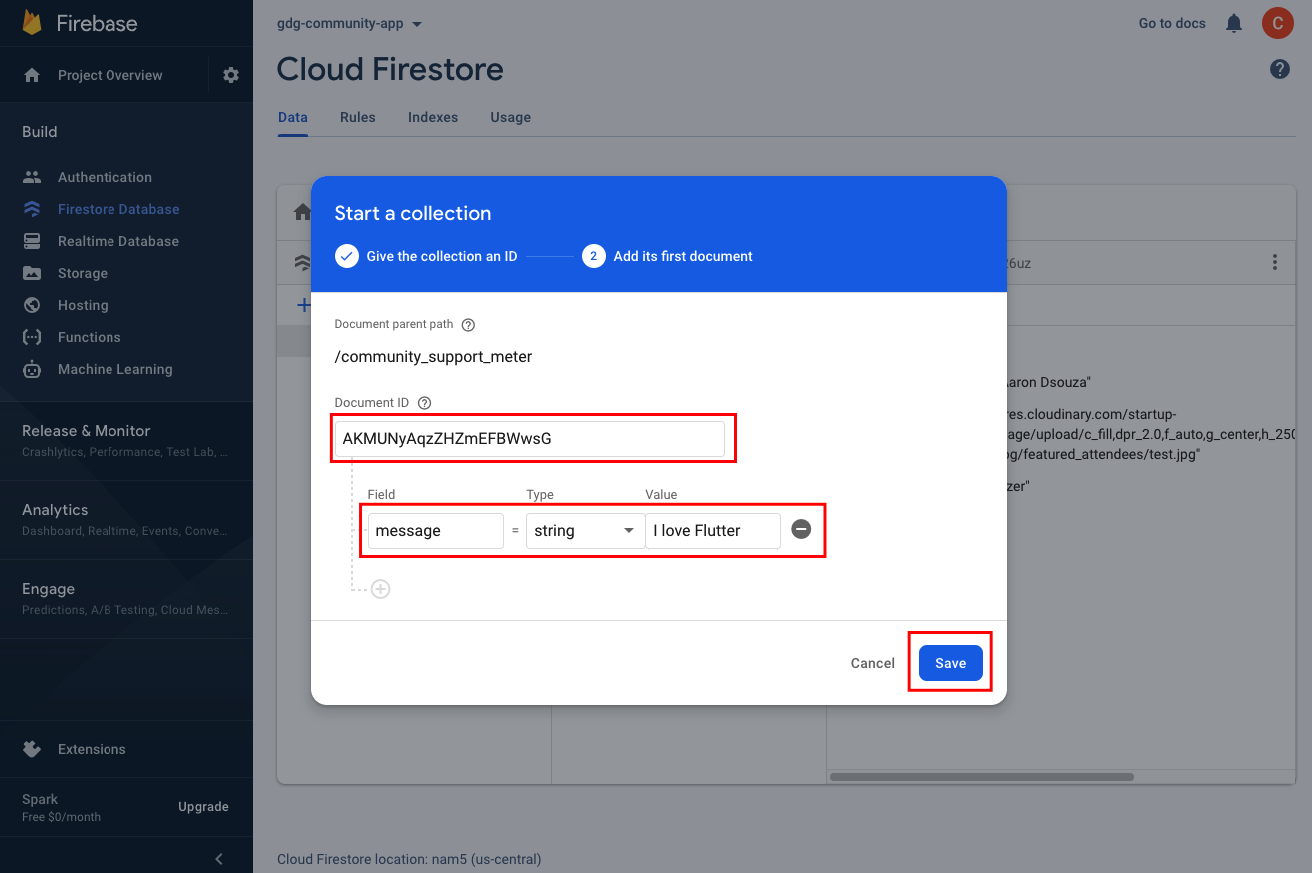 Firebase
gdg-community-app
Go to docs
C
Project Overview
Cloud Firestore
Data Rules Indexes Usage
Build
Authentication
Firestore Database
Realtime Database
Storage
Hosting
Functions
Machine Learning
Release & Monitor
Crashlytics, Performance, Test Lab, ...
Analytics
Dashboard, Realtime, Events, Conve...
Engage
Predictions, A/B Testing, Cloud Mes...
Extensions
Spark
Free $0/month
Upgrade
Start a collection
Give the collection an ID
2 Add its first document
Document parent path
/community_support_meter
Document ID
AKMUNyAqzZHZmEFBWwsG
Field Type Value
message = string I love Flutter
Cancel Save
6uz
Aaron Dsouza"
res.cloudinary.com/startup-
age/upload/c_fill,dpr_2.0,f_auto,g_center,h_250
og/featured_attendees/test.jpg"
zer"
Cloud Firestore location: nam5 (us-central)